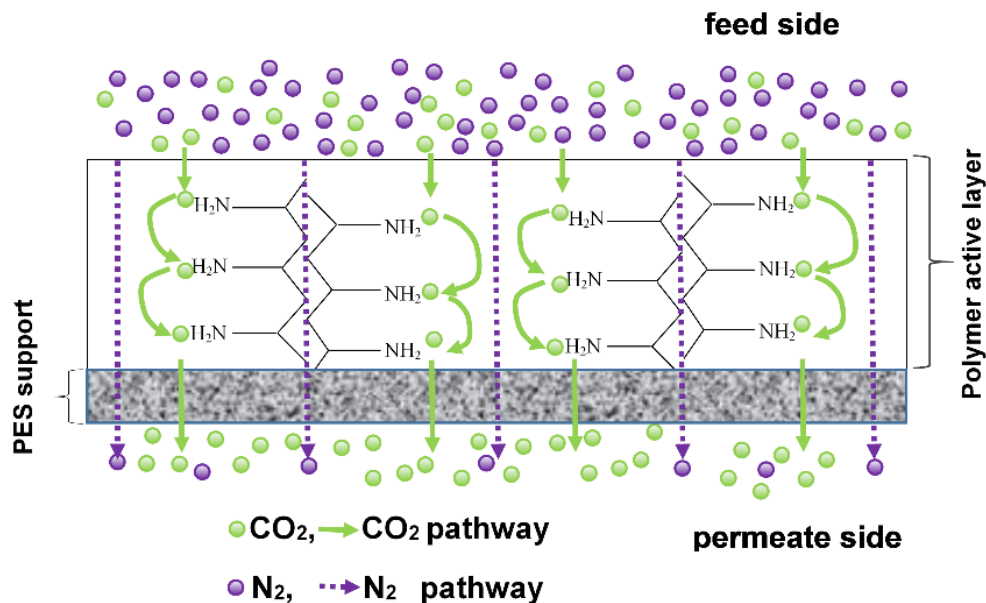 feed side
H₂N
NH₂
H₂N
NH₂
H₂N
NH₂
H₂N
NH₂
H₂N
NH₂
H₂N
NH₂
Polymer active layer
PES support
CO₂, CO₂ pathway
permeate side
N₂, N₂ pathway